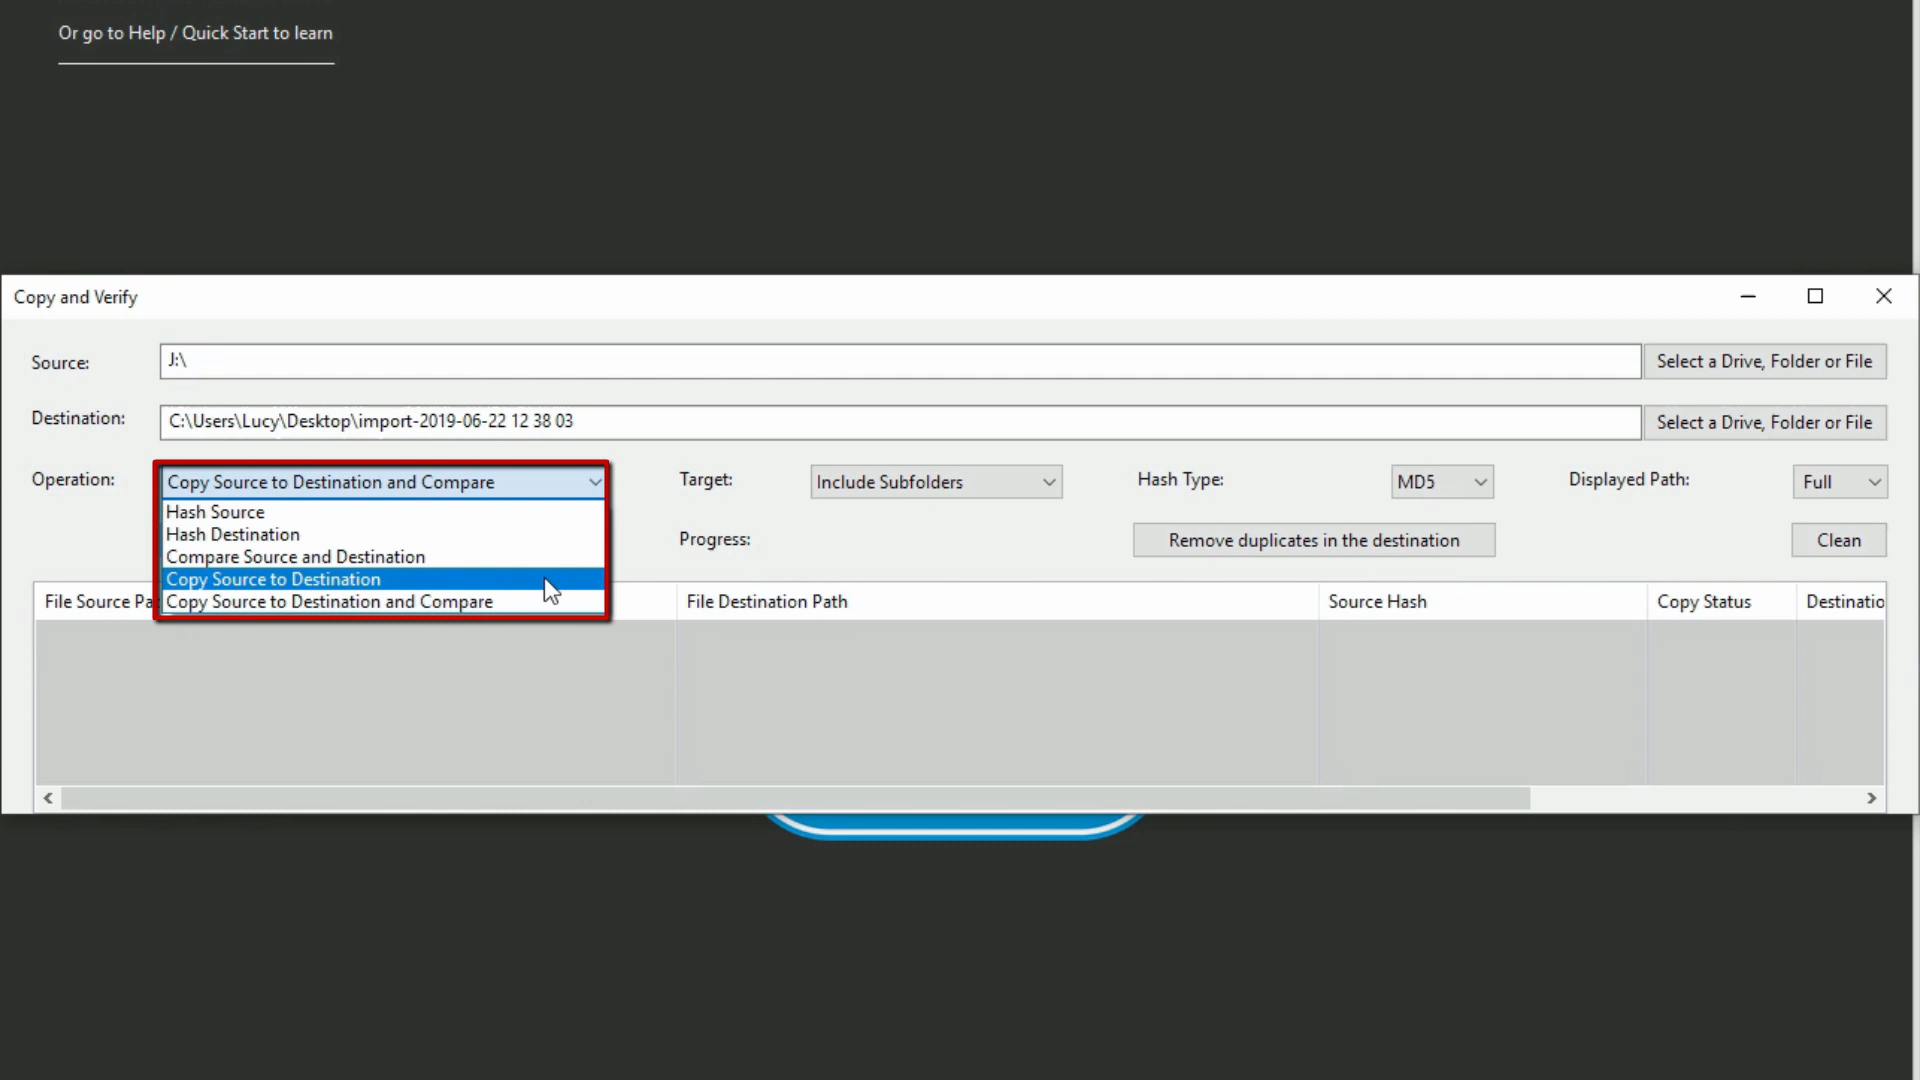 Or go to Help / Quick Start to learn
Copy and Verify
Source:
J:\
Select a Drive, Folder or File
Destination:
C:\Users\Lucy\Desktop\import-2019-06-22 12 38 03
Select a Drive, Folder or File
Operation:
Copy Source to Destination and Compare
Target:
Include Subfolders
Hash Type:
MD5
Displayed Path:
Full
Hash Source
Hash Destination
Compare Source and Destination
Copy Source to Destination
Copy Source to Destination and Compare
Progress:
Remove duplicates in the destination
Clean
File Source Pa
File Destination Path
Source Hash
Copy Status
Destinatio